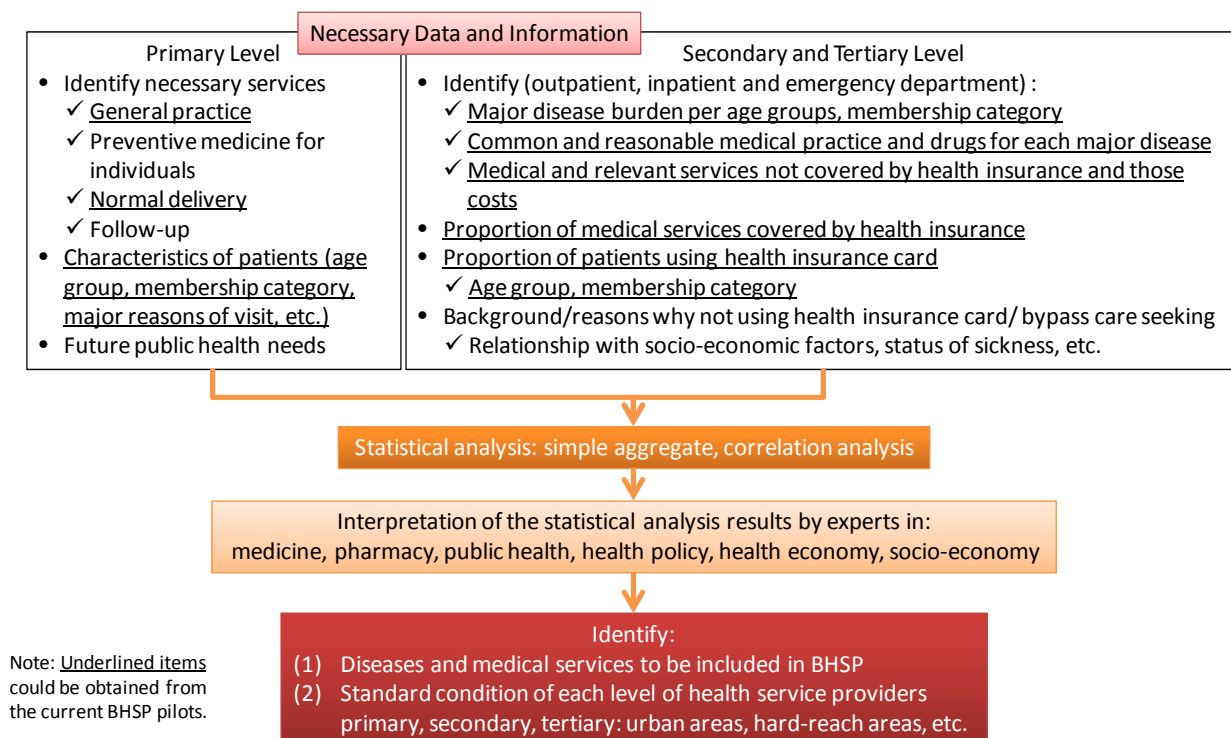 Necessary Data and Information
Primary Level
• Identify necessary services
✓ General practice
✓ Preventive medicine for
individuals
✓ Normal delivery
✓ Follow-up
• Characteristics of patients (age
group, membership category,
major reasons of visit, etc.)
• Future public health needs
Secondary and Tertiary Level
• Identify (outpatient, inpatient and emergency department) :
✓ Major disease burden per age groups, membership category
✓ Common and reasonable medical practice and drugs for each major disease
✓ Medical and relevant services not covered by health insurance and those
costs
• Proportion of medical services covered by health insurance
• Proportion of patients using health insurance card
✓ Age group, membership category
• Background/reasons why not using health insurance card/ bypass care seeking
✓ Relationship with socio-economic factors, status of sickness, etc.
Statistical analysis: simple aggregate, correlation analysis
Interpretation of the statistical analysis results by experts in:
medicine, pharmacy, public health, health policy, health economy, socio-economy
Identify:
(1) Diseases and medical services to be included in BHSP
(2) Standard condition of each level of health service providers
primary, secondary, tertiary: urban areas, hard-reach areas, etc.
Note: Underlined items
could be obtained from
the current BHSP pilots.